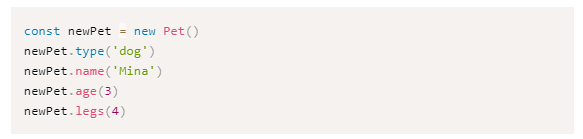 const newPet = new Pet()
newPet.type('dog')
newPet.name('Mina')
newPet.age(3)
newPet.legs(4)